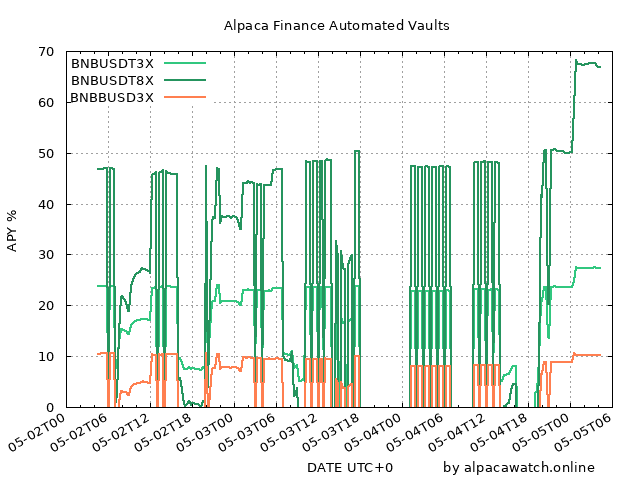 Alpaca Finance Automated Vaults
BNBUSDT3X
BNBUSDT8X
BNBBUSD3X
APY %
70
60
50
40
30
20
10
0
05-02T00
05-02T06
05-02T12
05-02T18
05-03T00
05-03T06
05-03T12
05-03T18
05-04T00
05-04T06
05-04T12
05-04T18
05-05T00
05-05T06
DATE UTC+0
by alpacawatch.online